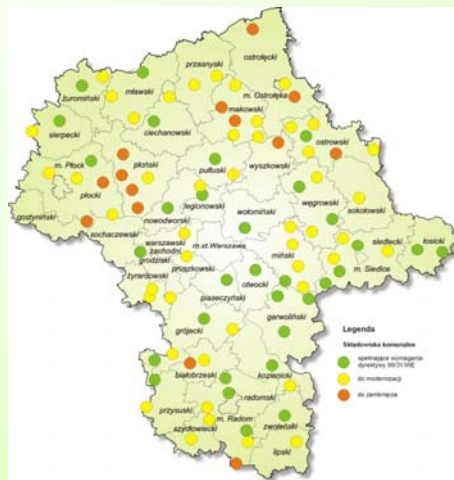 ostrołęcki
przasnyski
żuromiński
mławski
m. Ostrołęka
makowski
sierpecki
ciechanowski
ostrowski
m. Płock
płoński
pułtuski
wyszkowski
płocki
legionowski
węgrowski
sokołowski
gostyniński
nowodworski
wołomiński
sochaczewski
warszawski
zachodni
m.st.Warszawa
siedlecki
łosicki
grodziski
miński
żyrardowski
pruszkowski
m. Siedlce
otwocki
piaseczyński
garwoliński
grójecki
Legenda
Składowiska komunalne
spełniające wymagania
dyrektywy 99/31/WE
do modernizacji
do zamknięcia
białobrzeski
kozienicki
radomski
przysuski
m. Radom
zwoleński
szydłowiecki
lipski